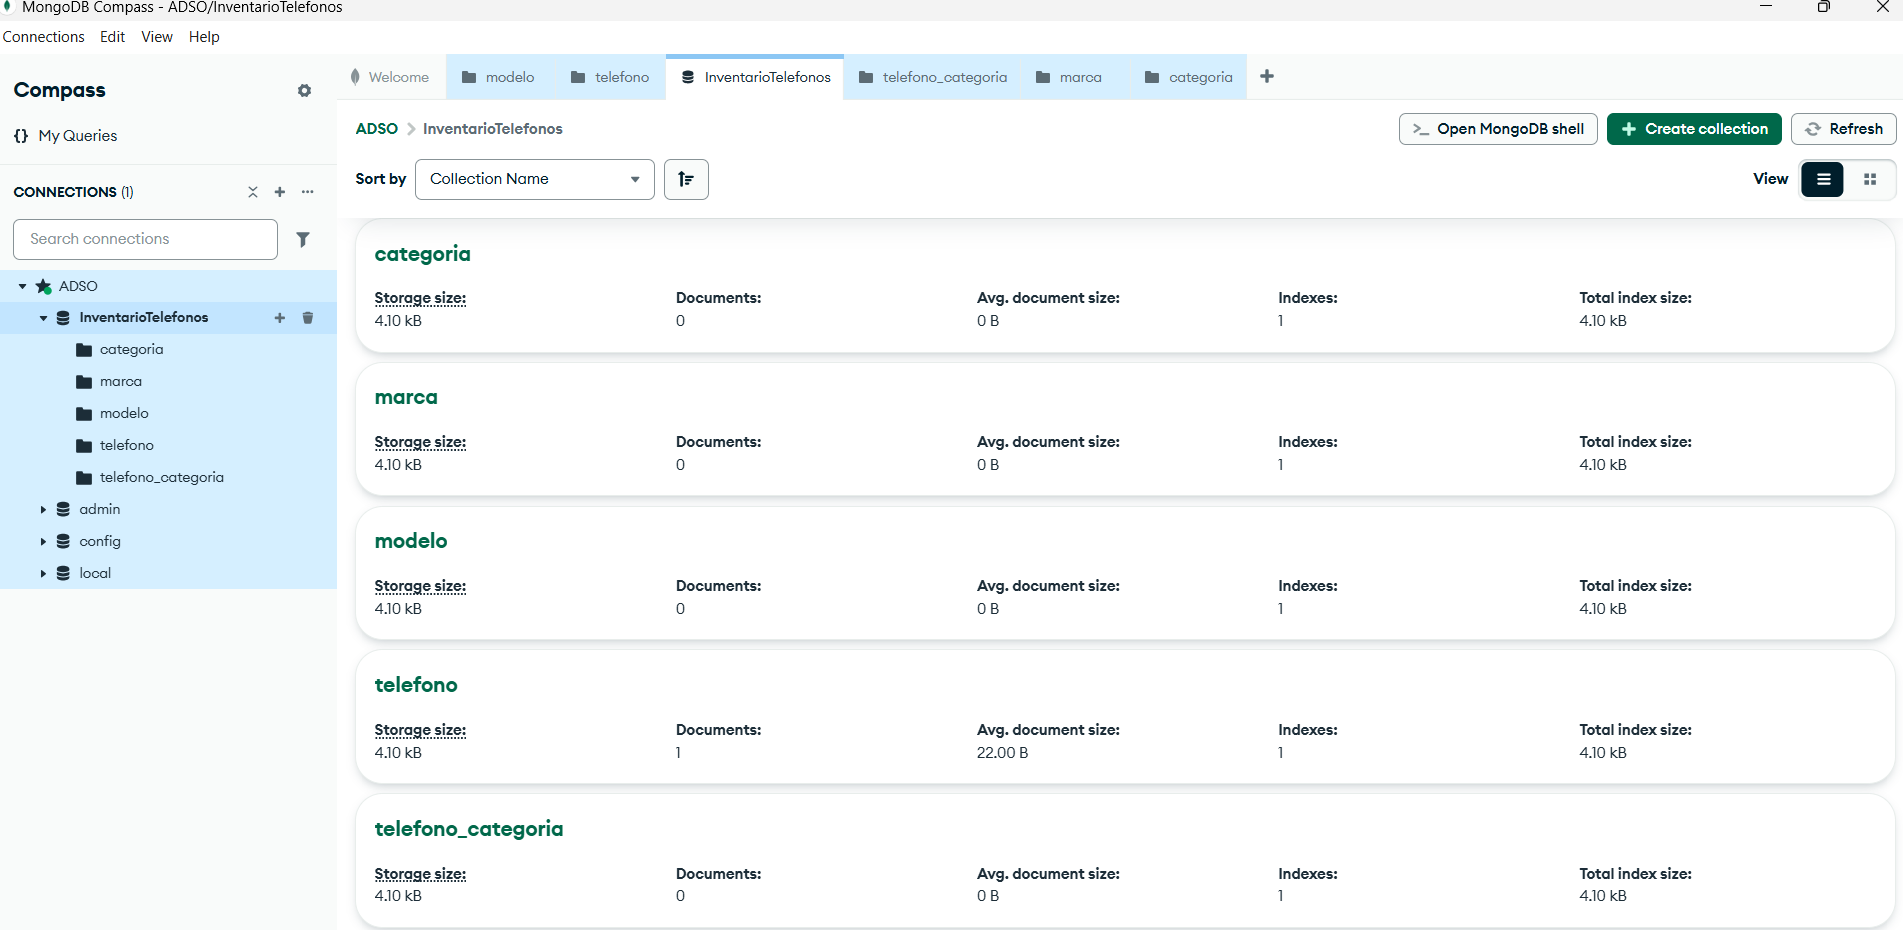 MongoDB Compass - ADSO/InventarioTelefonos
Connections Edit View Help
Compass
{} My Queries
CONNECTIONS (1)
Search connections
ADSO
InventarioTelefonos
categoria
marca
modelo
telefono
telefono_categoria
admin
config
local
Welcome modelo telefono InventarioTelefonos telefono_categoria marca categoria
ADSO > InventarioTelefonos
>_ Open MongoDB shell
Create collection
Refresh
Sort by Collection Name
View
categoria
Storage size: Documents: Avg. document size: Indexes: Total index size:
4.10 kB 0 0 B 1 4.10 kB
marca
Storage size: Documents: Avg. document size: Indexes: Total index size:
4.10 kB 0 0 B 1 4.10 kB
modelo
Storage size: Documents: Avg. document size: Indexes: Total index size:
4.10 kB 0 0 B 1 4.10 kB
telefono
Storage size: Documents: Avg. document size: Indexes: Total index size:
4.10 kB 1 22.00 B 1 4.10 kB
telefono_categoria
Storage size: Documents: Avg. document size: Indexes: Total index size:
4.10 kB 0 0 B 1 4.10 kB